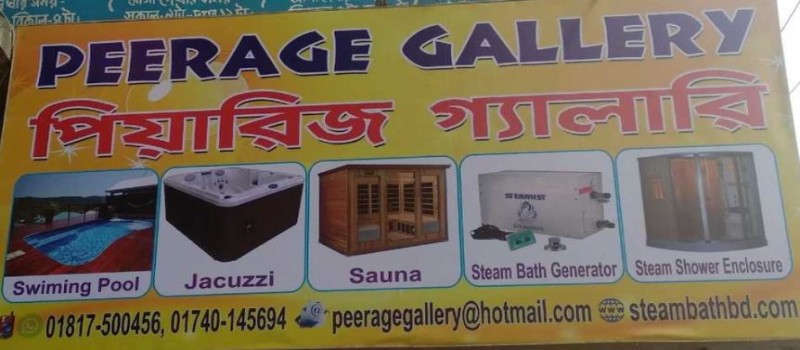 PEERAGE GALLERY
পিয়ারিজ গ্যালারি
Swiming Pool
Jacuzzi
Sauna
STEAMIST
Steam Bath Generator
Steam Shower Enclosure
01817-500456, 01740-145694 peeragegallery@hotmail.com steambathbd.com